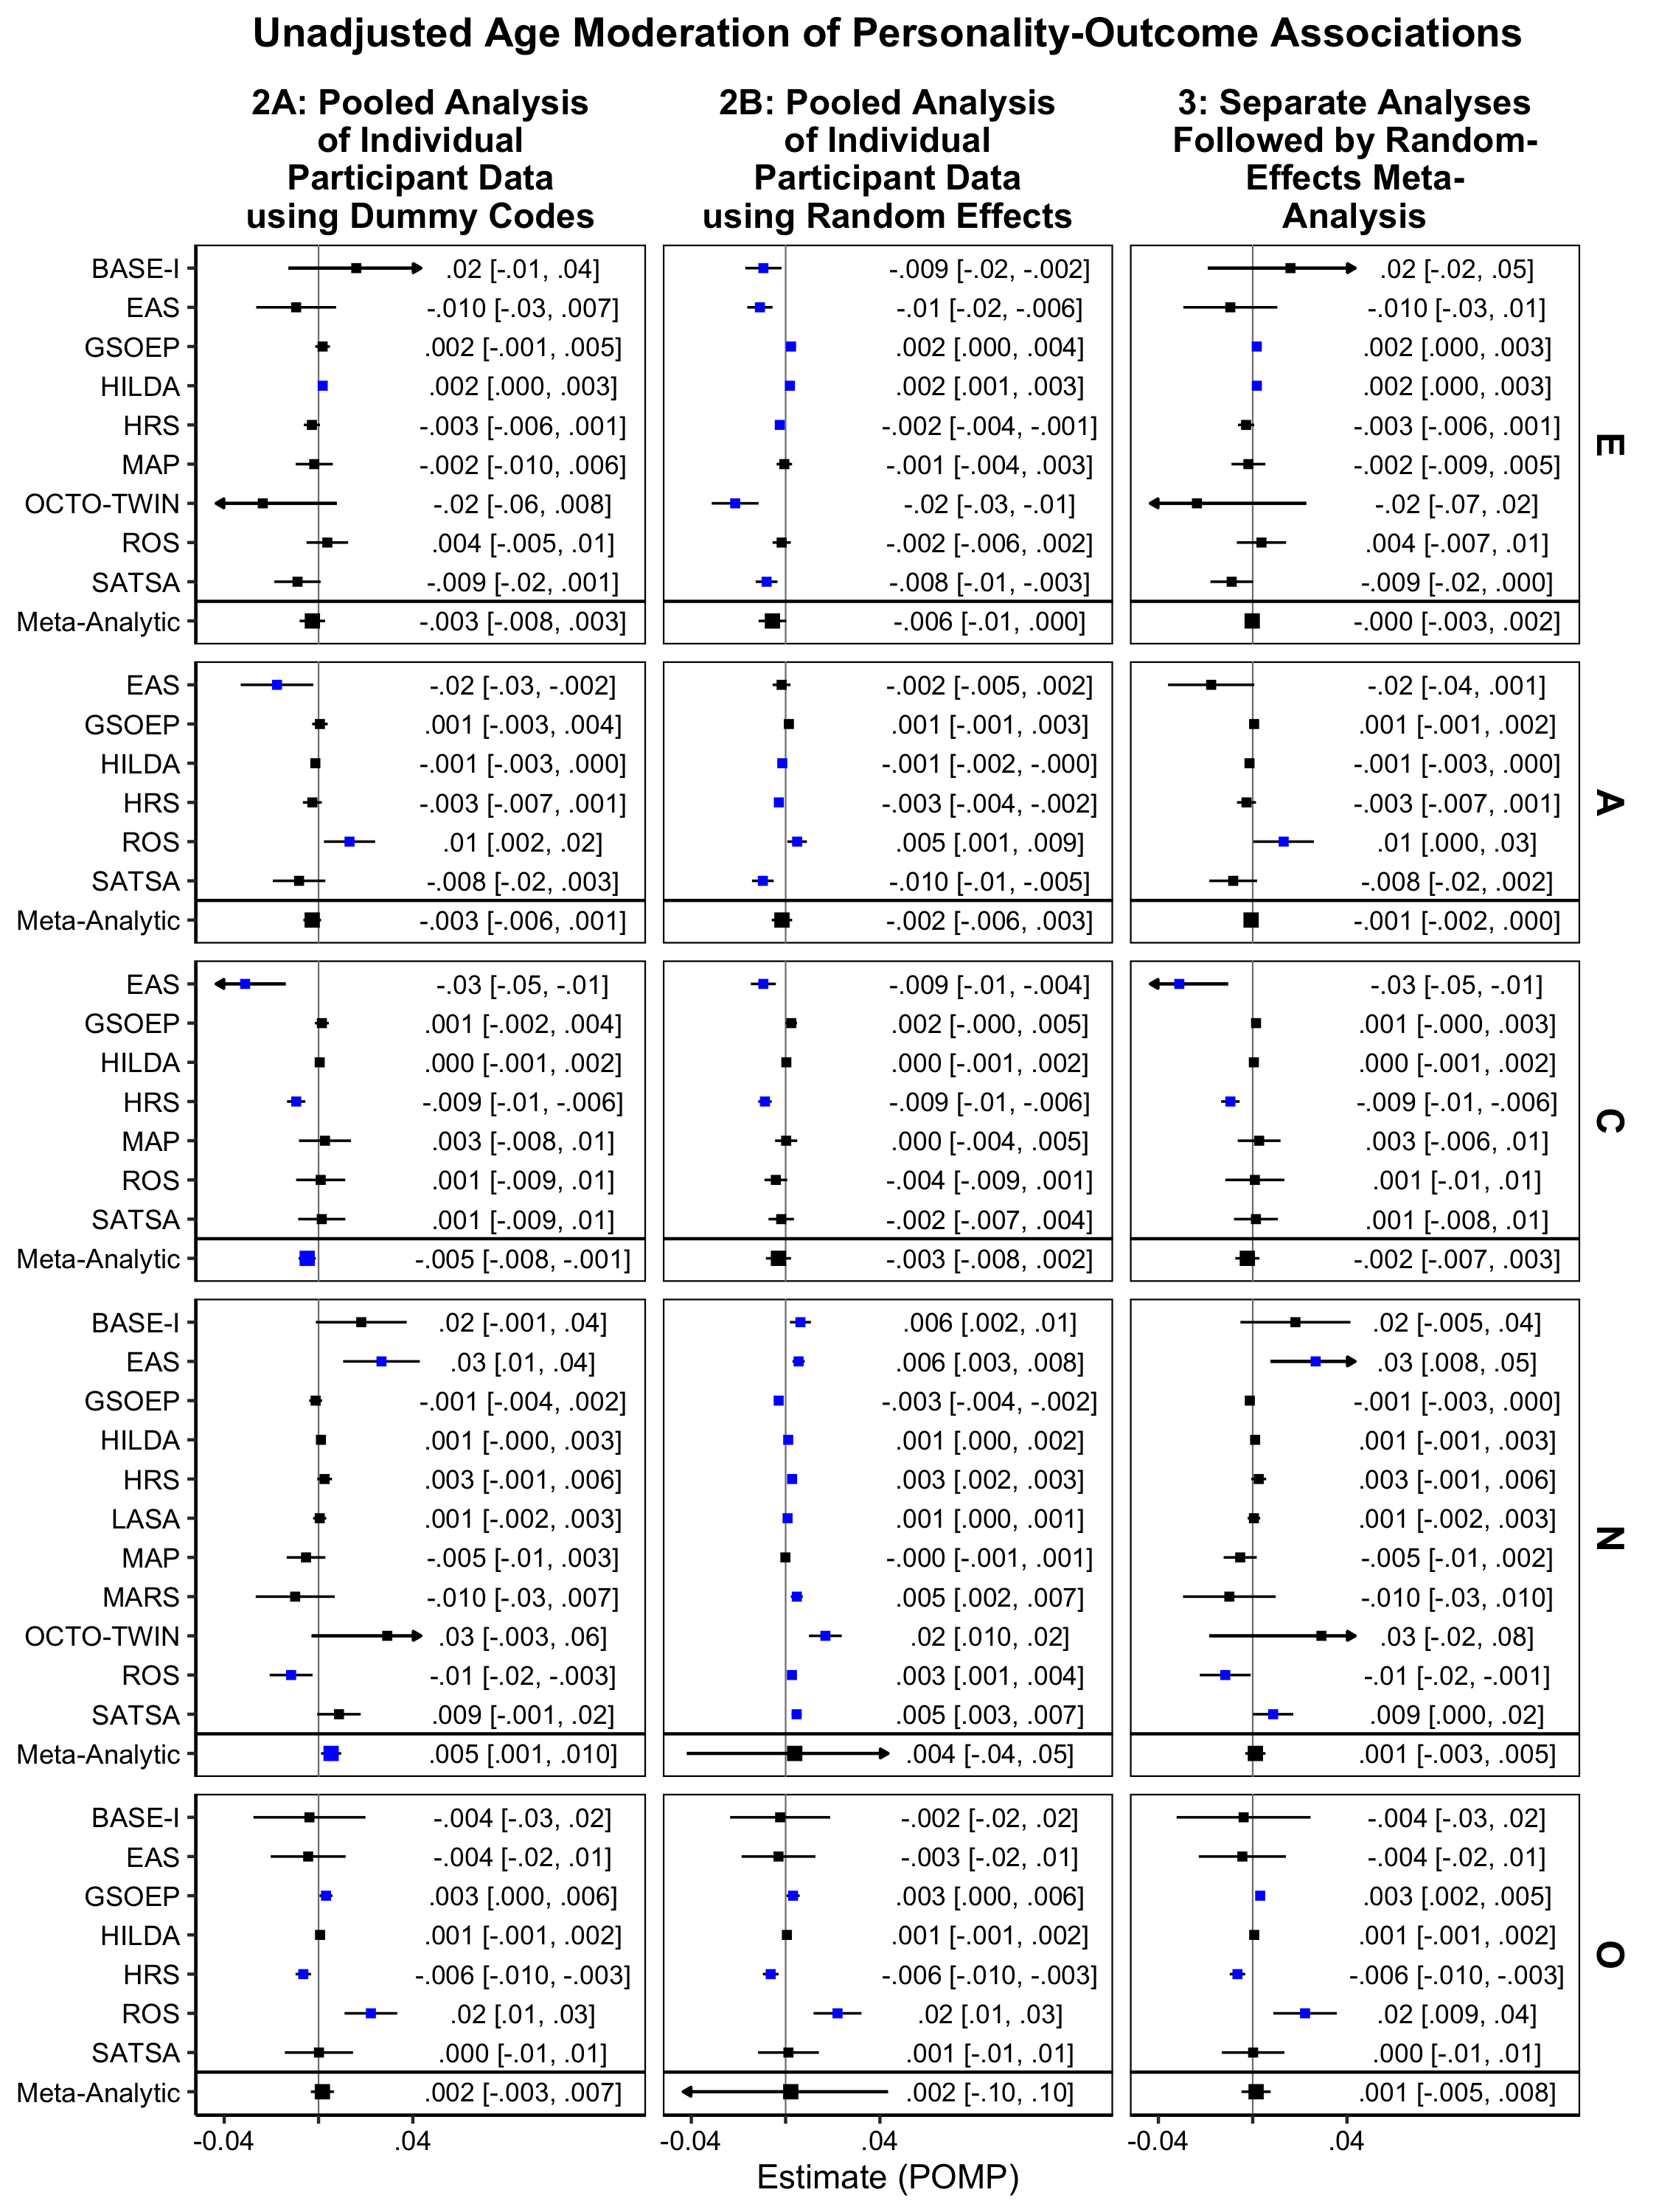 Unadjusted Age Moderation of Personality-Outcome Associations
2A: Pooled Analysis
of Individual
Participant Data
using Dummy Codes
2B: Pooled Analysis
of Individual
Participant Data
using Random Effects
3: Separate Analyses
Followed by Random-
Effects Meta-
Analysis
E
BASE-I .02 [-.01, .04] -.009 [-.02, -.002] .02 [-.02, .05]
EAS -.010 [-.03, .007] -.01 [-.02, -.006] -.010 [-.03, .01]
GSOEP .002 [-.001, .005] .002 [.000, .004] .002 [.000, .003]
HILDA .002 [.000, .003] .002 [.001, .003] .002 [.000, .003]
HRS -.003 [-.006, .001] -.002 [-.004, -.001] -.003 [-.006, .001]
MAP -.002 [-.010, .006] -.001 [-.004, .003] -.002 [-.009, .005]
OCTO-TWIN -.02 [-.06, .008] -.02 [-.03, -.01] -.02 [-.07, .02]
ROS .004 [-.005, .01] -.002 [-.006, .002] .004 [-.007, .01]
SATSA -.009 [-.02, .001] -.008 [-.01, -.003] -.009 [-.02, .000]
Meta-Analytic -.003 [-.008, .003] -.006 [-.01, .000] -.000 [-.003, .002]
A
EAS -.02 [-.03, -.002] -.002 [-.005, .002] -.02 [-.04, .001]
GSOEP .001 [-.003, .004] .001 [-.001, .003] .001 [-.001, .002]
HILDA -.001 [-.003, .000] -.001 [-.002, -.000] -.001 [-.003, .000]
HRS -.003 [-.007, .001] -.003 [-.004, -.002] -.003 [-.007, .001]
ROS .01 [.002, .02] .005 [.001, .009] .01 [.000, .03]
SATSA -.008 [-.02, .003] -.010 [-.01, -.005] -.008 [-.02, .002]
Meta-Analytic -.003 [-.006, .001] -.002 [-.006, .003] -.001 [-.002, .000]
C
EAS -.03 [-.05, -.01] -.009 [-.01, -.004] -.03 [-.05, -.01]
GSOEP .001 [-.002, .004] .002 [-.000, .005] .001 [-.000, .003]
HILDA .000 [-.001, .002] .000 [-.001, .002] .000 [-.001, .002]
HRS -.009 [-.01, -.006] -.009 [-.01, -.006] -.009 [-.01, -.006]
MAP .003 [-.008, .01] .000 [-.004, .005] .003 [-.006, .01]
ROS .001 [-.009, .01] -.004 [-.009, .001] .001 [-.01, .01]
SATSA .001 [-.009, .01] -.002 [-.007, .004] .001 [-.008, .01]
Meta-Analytic -.005 [-.008, -.001] -.003 [-.008, .002] -.002 [-.007, .003]
N
BASE-I .02 [-.001, .04] .006 [.002, .01] .02 [-.005, .04]
EAS .03 [.01, .04] .006 [.003, .008] .03 [.008, .05]
GSOEP -.001 [-.004, .002] -.003 [-.004, -.002] -.001 [-.003, .000]
HILDA .001 [-.000, .003] .001 [.000, .002] .001 [-.001, .003]
HRS .003 [-.001, .006] .003 [.002, .003] .003 [-.001, .006]
LASA .001 [-.002, .003] .001 [.000, .001] .001 [-.002, .003]
MAP -.005 [-.01, .003] -.000 [-.001, .001] -.005 [-.01, .002]
MARS -.010 [-.03, .007] .005 [.002, .007] -.010 [-.03, .010]
OCTO-TWIN .03 [-.003, .06] .02 [.010, .02] .03 [-.02, .08]
ROS -.01 [-.02, -.003] .003 [.001, .004] -.01 [-.02, -.001]
SATSA .009 [-.001, .02] .005 [.003, .007] .009 [.000, .02]
Meta-Analytic .005 [.001, .010] .004 [-.04, .05] .001 [-.003, .005]
O
BASE-I -.004 [-.03, .02] -.002 [-.02, .02] -.004 [-.03, .02]
EAS -.004 [-.02, .01] -.003 [-.02, .01] -.004 [-.02, .01]
GSOEP .003 [.000, .006] .003 [.000, .006] .003 [.002, .005]
HILDA .001 [-.001, .002] .001 [-.001, .002] .001 [-.001, .002]
HRS -.006 [-.010, -.003] -.006 [-.010, -.003] -.006 [-.010, -.003]
ROS .02 [.01, .03] .02 [.01, .03] .02 [.009, .04]
SATSA .000 [-.01, .01] .001 [-.01, .01] .000 [-.01, .01]
Meta-Analytic .002 [-.003, .007] .002 [-.10, .10] .001 [-.005, .008]
-0.04 .04 -0.04 .04 -0.04 .04
Estimate (POMP)